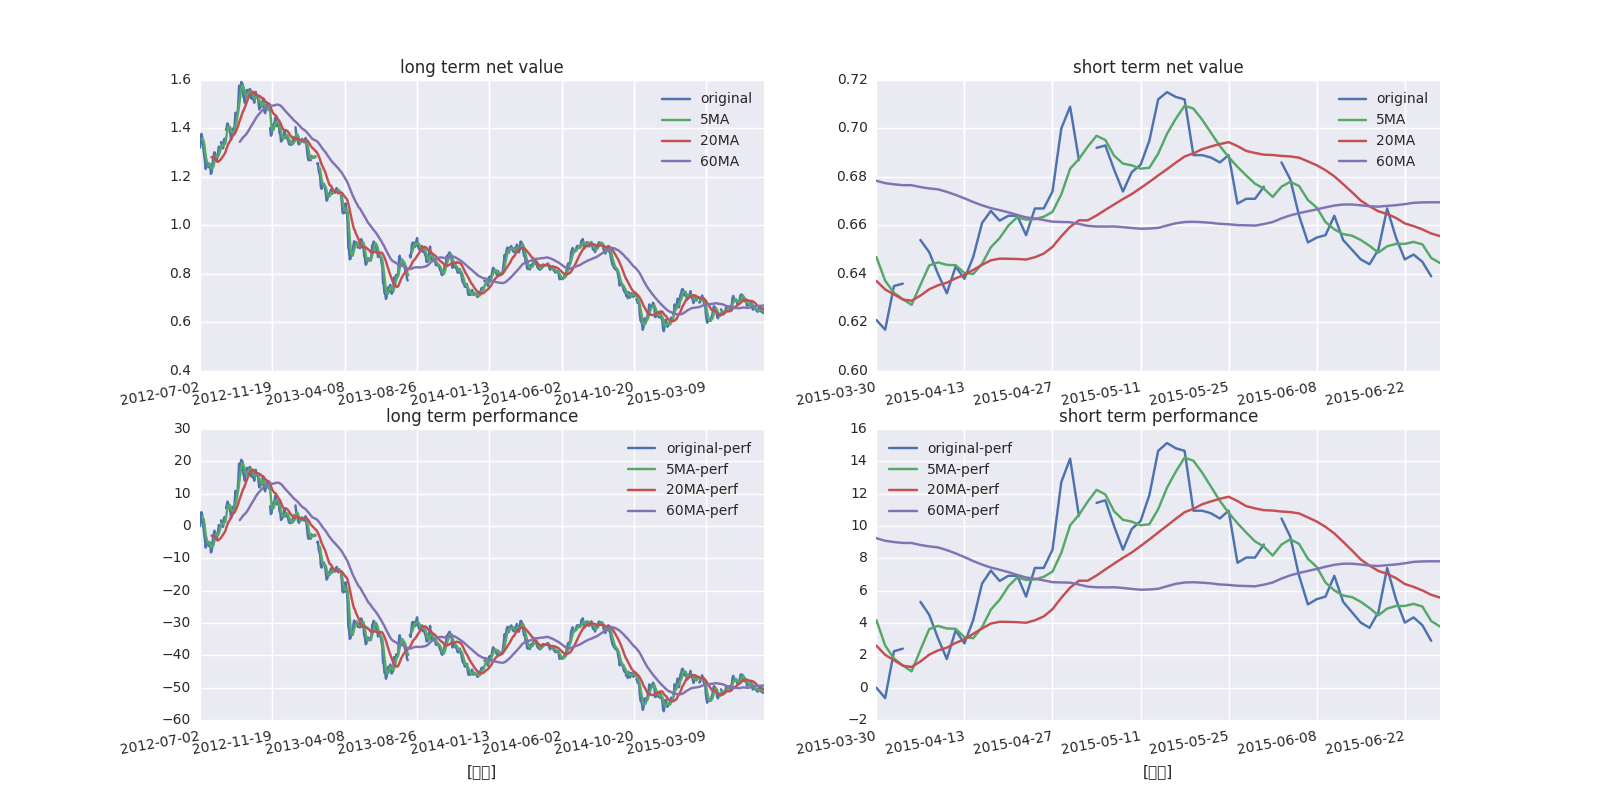 long term net value
1.6
1.4
1.2
1.0
0.8
0.6
0.4
original
5MA
20MA
60MA
2012-07-02 2012-11-19 2013-04-08 2013-08-26 2014-01-13 2014-06-02 2014-10-20 2015-03-09
short term net value
0.72
0.70
0.68
0.66
0.64
0.62
0.60
original
5MA
20MA
60MA
2015-03-30 2015-04-13 2015-04-27 2015-05-11 2015-05-25 2015-06-08 2015-06-22
long term performance
30
20
10
0
−10
−20
−30
−40
−50
−60
original-perf
5MA-perf
20MA-perf
60MA-perf
2012-07-02 2012-11-19 2013-04-08 2013-08-26 2014-01-13 2014-06-02 2014-10-20 2015-03-09
short term performance
16
14
12
10
8
6
4
2
0
−2
original-perf
5MA-perf
20MA-perf
60MA-perf
2015-03-30 2015-04-13 2015-04-27 2015-05-11 2015-05-25 2015-06-08 2015-06-22